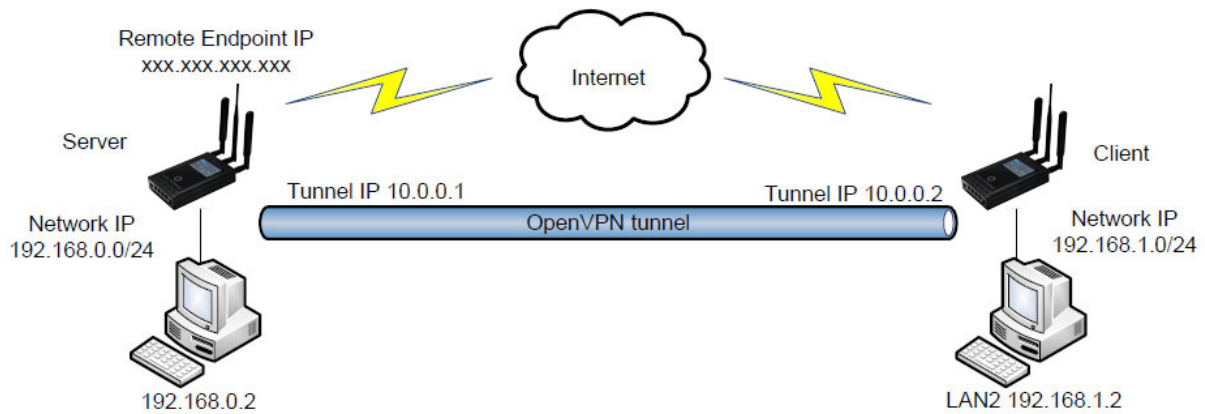 Remote Endpoint IP
xxx.xxx.xxx.xxx
Internet
Server
Client
Tunnel IP 10.0.0.1
Tunnel IP 10.0.0.2
OpenVPN tunnel
Network IP
192.168.0.0/24
Network IP
192.168.1.0/24
192.168.0.2
LAN2 192.168.1.2